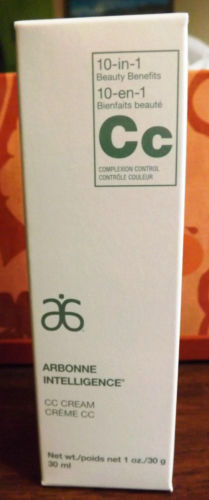 10-in-1
Beauty Benefits
10-en-1
Bienfaits beauté
Cc
COMPLEXION CONTROL
CONTRÔLE COULEUR
ARBONNE
INTELLIGENCE®
CC CREAM
CRÈME CC
Net wt./poids net 1 oz./30 g
30 ml